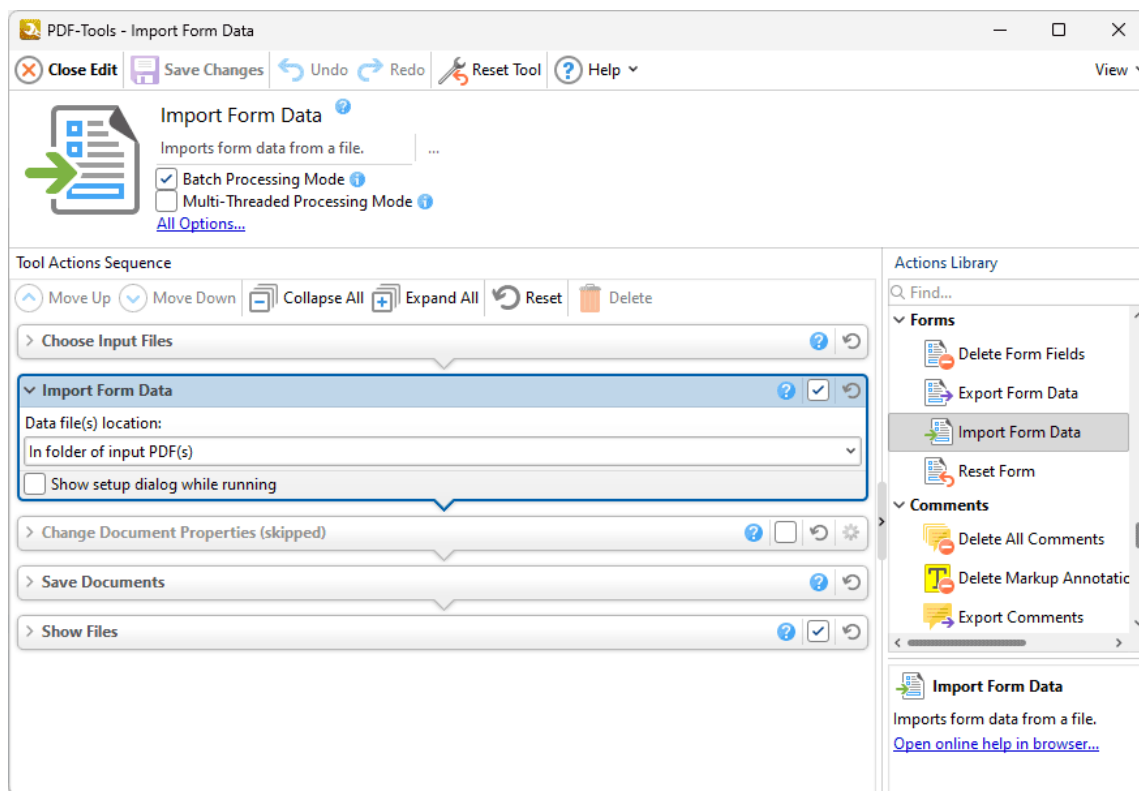 PDF-Tools - Import Form Data
Close Edit Save Changes Undo Redo Reset Tool ? Help View
Import Form Data ?
Imports form data from a file. ...
Batch Processing Mode i
Multi-Threaded Processing Mode i
All Options...
Tool Actions Sequence
Move Up Move Down Collapse All Expand All Reset Delete
Choose Input Files ?
Import Form Data ?
Data file(s) location:
In folder of input PDF(s)
Show setup dialog while running
Change Document Properties (skipped) ?
Save Documents ?
Show Files ?
Actions Library
Find...
Forms
Delete Form Fields
Export Form Data
Import Form Data
Reset Form
Comments
Delete All Comments
T Delete Markup Annotatic
Export Comments
Import Form Data
Imports form data from a file.
Open online help in browser...